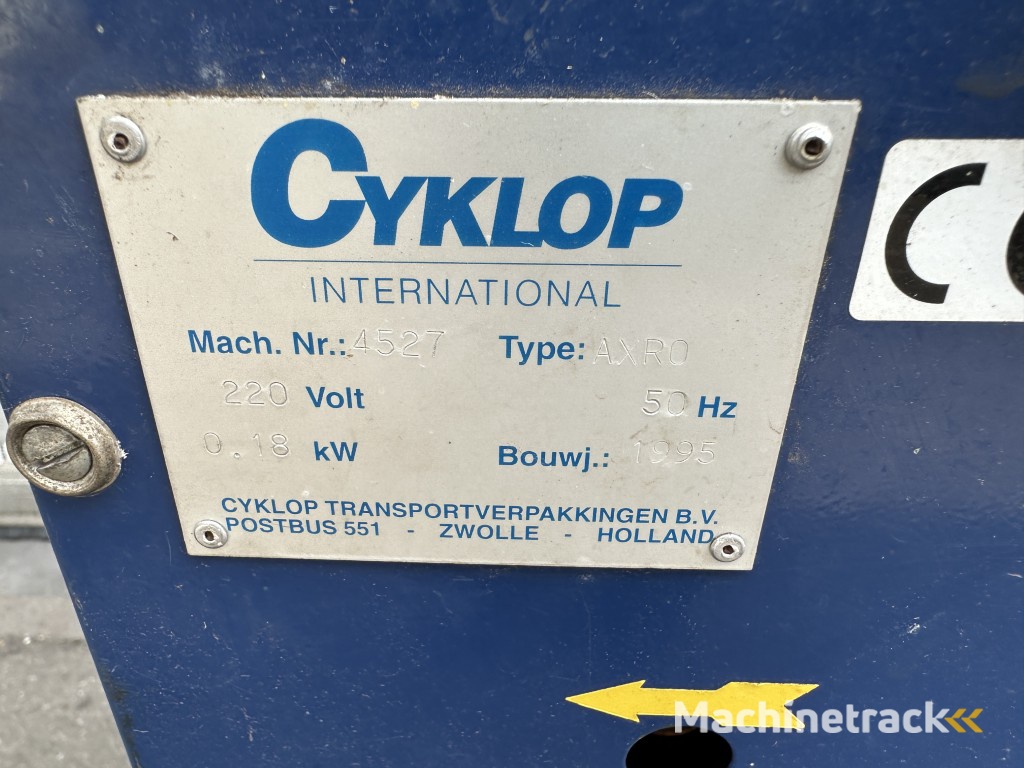 CYKLOP
INTERNATIONAL
Mach. Nr.: 4527 Type: AXRO
220 Volt 50 Hz
0.18 kW Bouwj.: 1995
CYKLOP TRANSPORTVERPAKKINGEN B.V.
POSTBUS 551 - ZWOLLE - HOLLAND
CE
Machinetrack